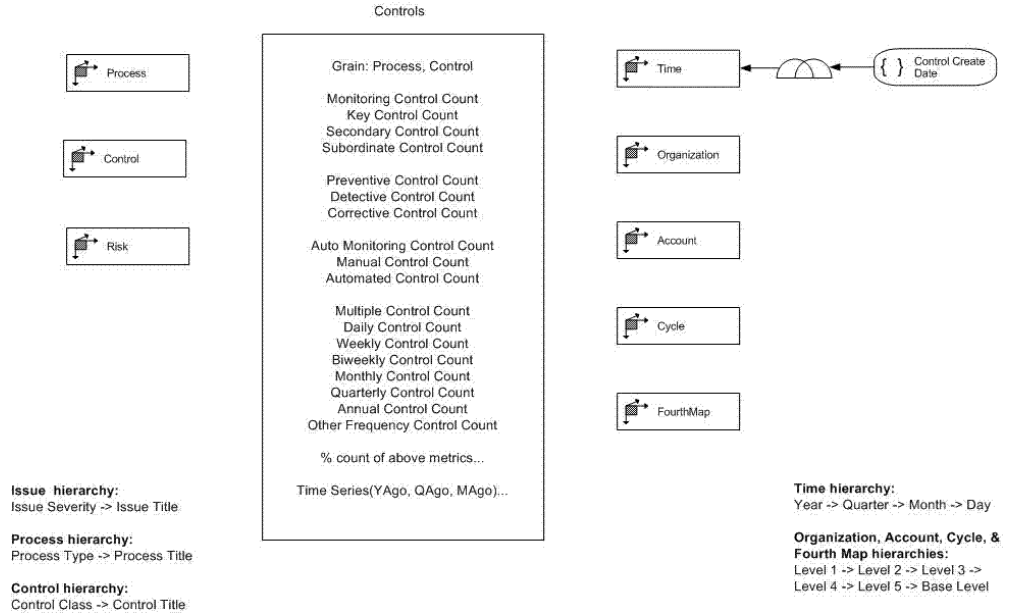 Controls
Process
Control
Risk
Grain: Process, Control
Monitoring Control Count
Key Control Count
Secondary Control Count
Subordinate Control Count
Preventive Control Count
Detective Control Count
Corrective Control Count
Auto Monitoring Control Count
Manual Control Count
Automated Control Count
Multiple Control Count
Daily Control Count
Weekly Control Count
Biweekly Control Count
Monthly Control Count
Quarterly Control Count
Annual Control Count
Other Frequency Control Count
% count of above metrics...
Time Series(YAgo, QAgo, MAgo)...
Time
{ } Control Create
Date
Organization
Account
Cycle
FourthMap
Issue hierarchy:
Issue Severity -> Issue Title
Process hierarchy:
Process Type -> Process Title
Control hierarchy:
Control Class -> Control Title
Time hierarchy:
Year -> Quarter -> Month -> Day
Organization, Account, Cycle, &
Fourth Map hierarchies:
Level 1 -> Level 2 -> Level 3 ->
Level 4 -> Level 5 -> Base Level